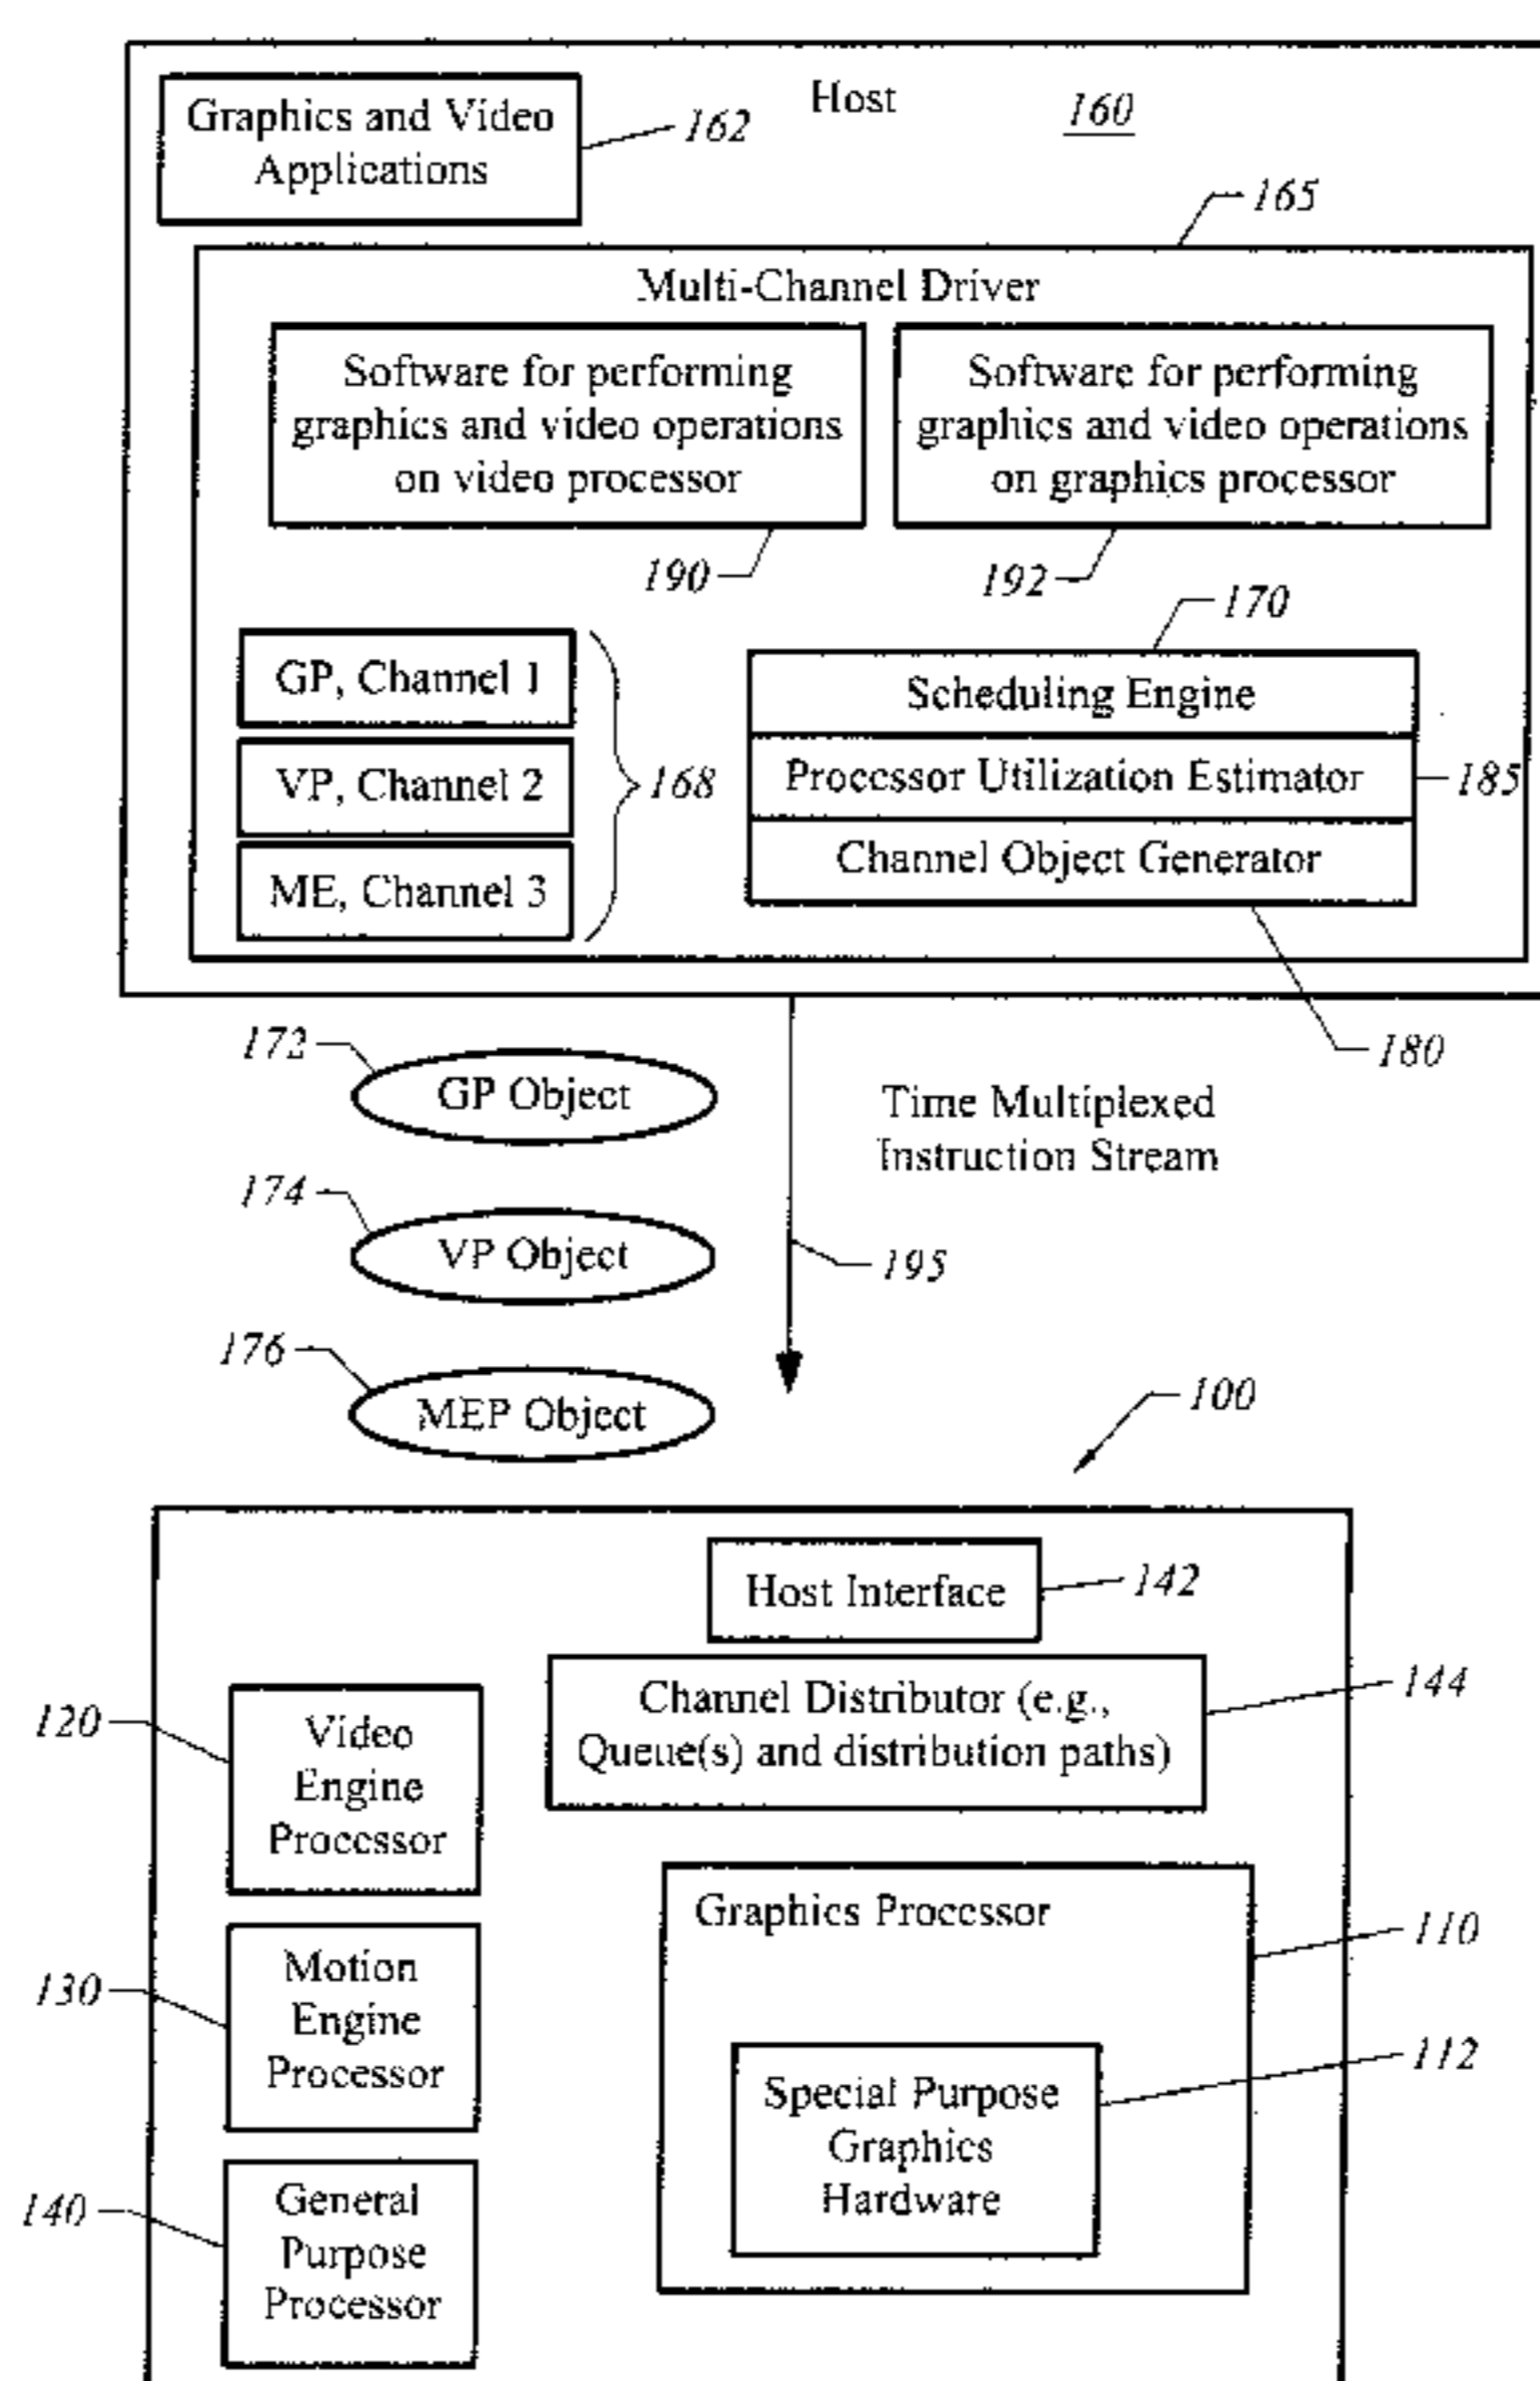 Host
160
Graphics and Video
Applications
162
165
Multi-Channel Driver
Software for performing
graphics and video operations
on video processor
190
Software for performing
graphics and video operations
on graphics processor
192
170
GP, Channel 1
VP, Channel 2
ME, Channel 3
168
Scheduling Engine
Processor Utilization Estimator
185
Channel Object Generator
180
172
GP Object
Time Multiplexed
Instruction Stream
174
VP Object
195
176
MEP Object
100
Host Interface
142
Channel Distributor (e.g.,
Queue(s) and distribution paths)
144
120
Video
Engine
Processor
Graphics Processor
110
130
Motion
Engine
Processor
Special Purpose
Graphics
Hardware
112
140
General
Purpose
Processor